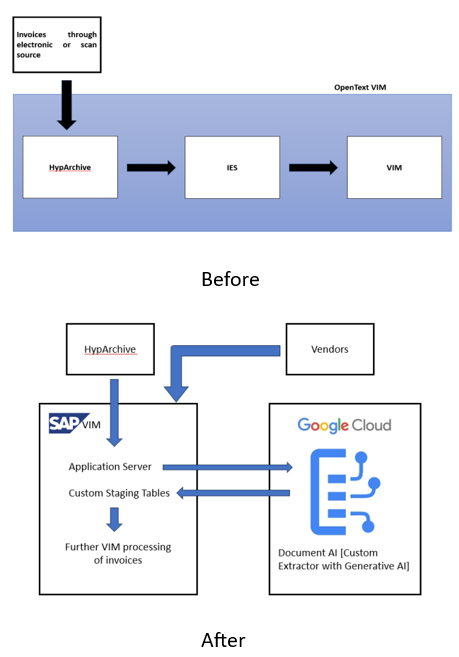 Invoices through
electronic or scan
source
OpenText VIM
HypArchive
IES
VIM
Before
HypArchive
Vendors
SAP VIM
Google Cloud
Application Server
Custom Staging Tables
Further VIM processing
of invoices
Document AI [Custom
Extractor with Generative AI]
After